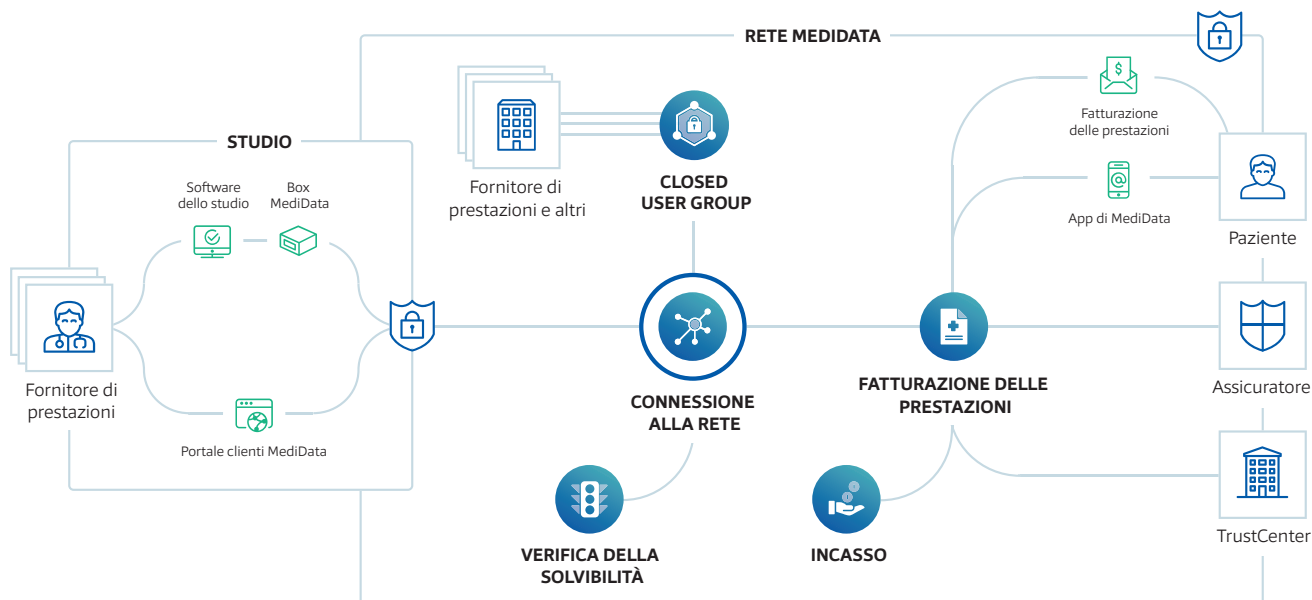 RETE MEDIDATA
STUDIO
Software
dello studio
Box
MediData
Fornitore di
prestazioni
Portale clienti MediData
Fornitore di
prestazioni e altri
CLOSED
USER GROUP
CONNESSIONE
ALLA RETE
VERIFICA DELLA
SOLVIBILITÀ
FATTURAZIONE DELLE
PRESTAZIONI
INCASSO
$
Fatturazione
delle prestazioni
@
App di MediData
Paziente
Assicuratore
TrustCenter